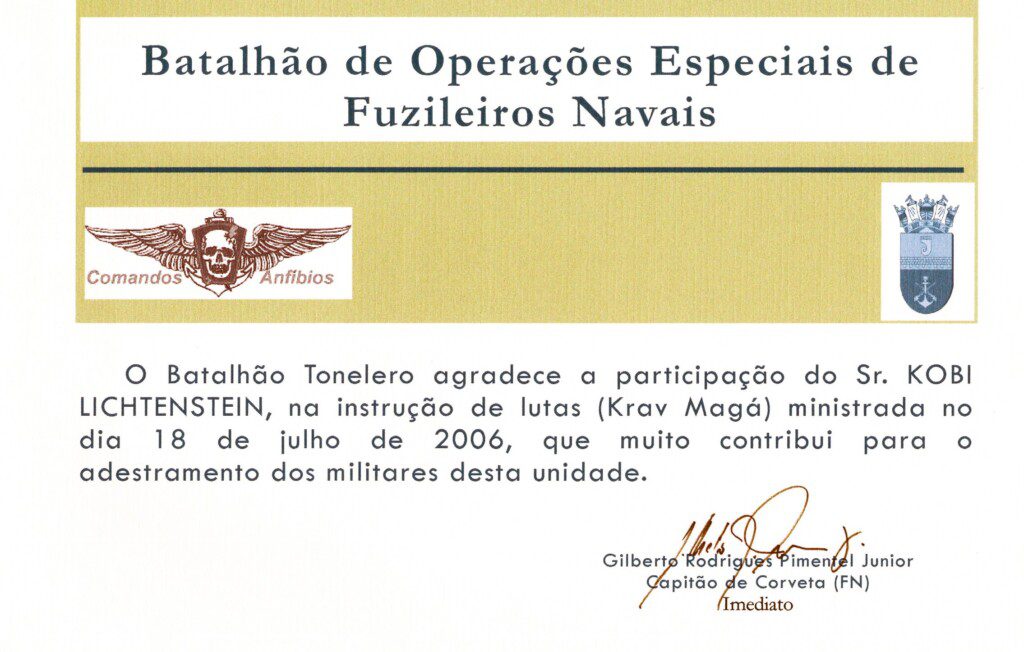 Batalhão de Operações Especiais de
Fuzileiros Navais
Comandos Anfíbios
O Batalhão Tonelero agradece a participação do Sr. KOBI
LICHTENSTEIN, na instrução de lutas (Krav Magá) ministrada no
dia 18 de julho de 2006, que muito contribui para o
adestramento dos militares desta unidade.
Gilberto Rodrigues Pimentel Junior
Capitão de Corveta (FN)
Imediato